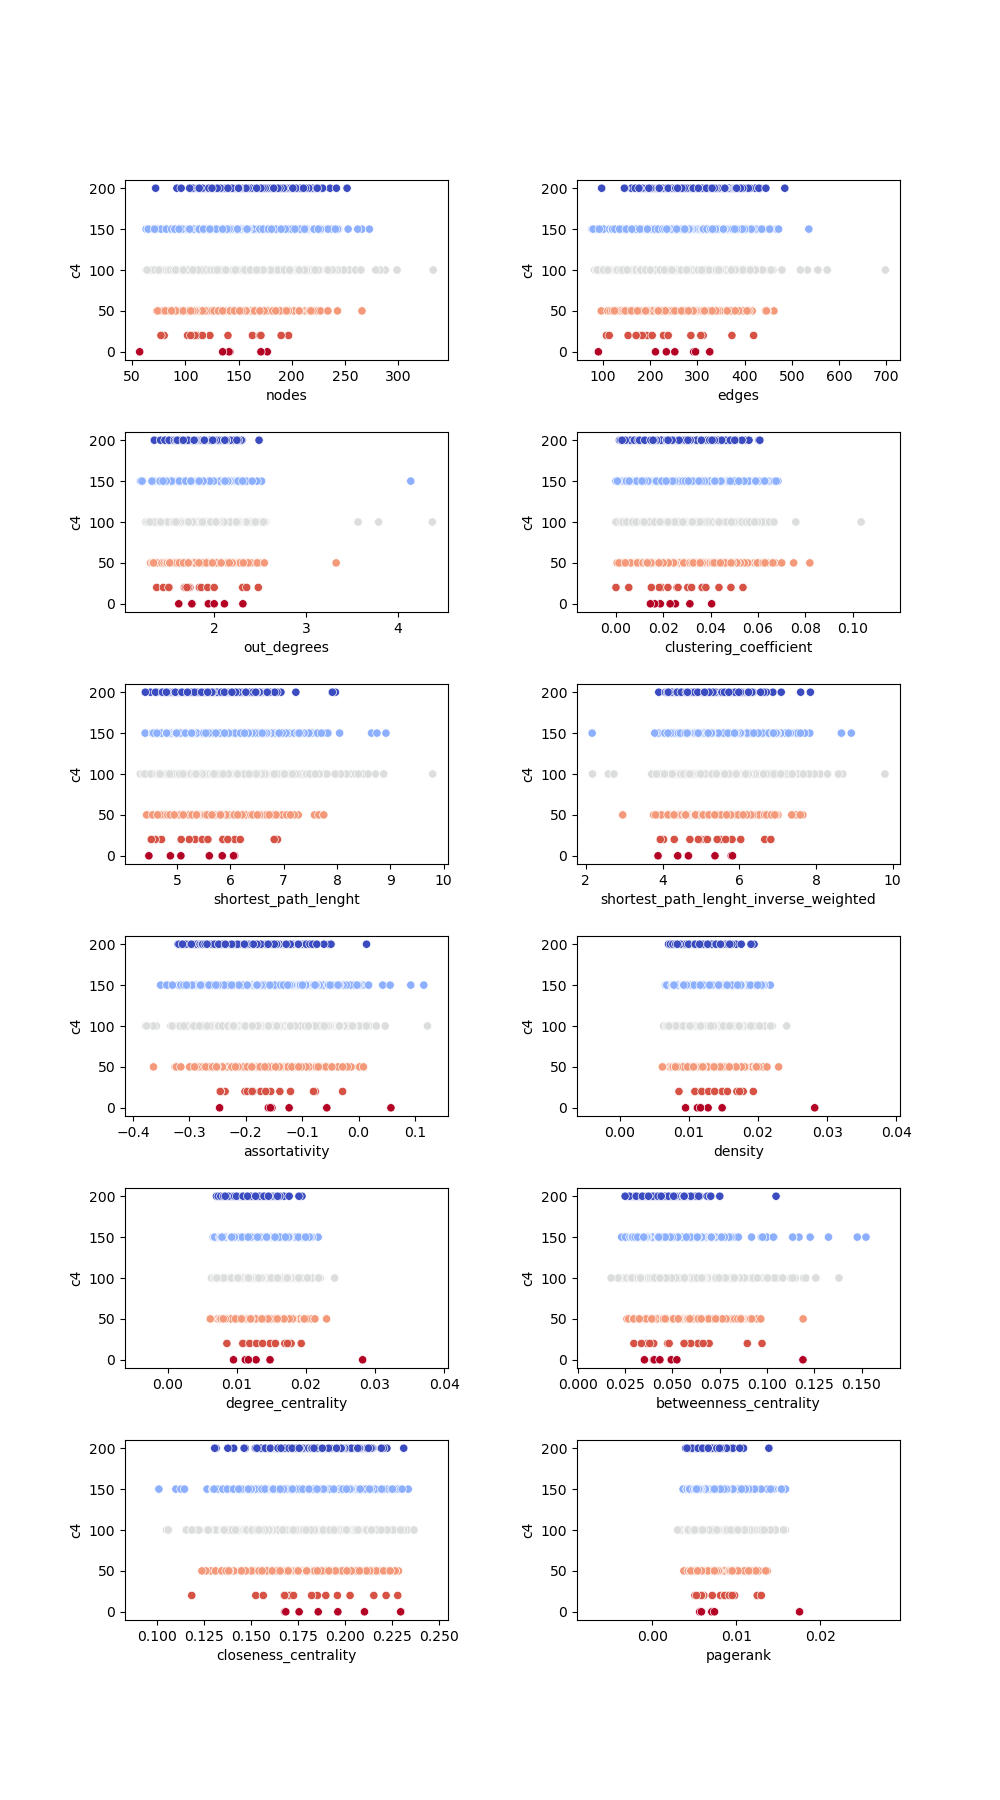 200
150
100
50
0
c4
50 100 150 200 250 300
nodes
200
150
100
50
0
c4
100 200 300 400 500 600 700
edges
200
150
100
50
0
c4
2 3 4
out_degrees
200
150
100
50
0
c4
0.00 0.02 0.04 0.06 0.08 0.10
clustering_coefficient
200
150
100
50
0
c4
5 6 7 8 9 10
shortest_path_lenght
200
150
100
50
0
c4
2 4 6 8 10
shortest_path_lenght_inverse_weighted
200
150
100
50
0
c4
−0.4 −0.3 −0.2 −0.1 0.0 0.1
assortativity
200
150
100
50
0
c4
0.00 0.01 0.02 0.03 0.04
density
200
150
100
50
0
c4
0.00 0.01 0.02 0.03 0.04
degree_centrality
200
150
100
50
0
c4
0.000 0.025 0.050 0.075 0.100 0.125 0.150
betweenness_centrality
200
150
100
50
0
c4
0.100 0.125 0.150 0.175 0.200 0.225 0.250
closeness_centrality
200
150
100
50
0
c4
0.00 0.01 0.02
pagerank